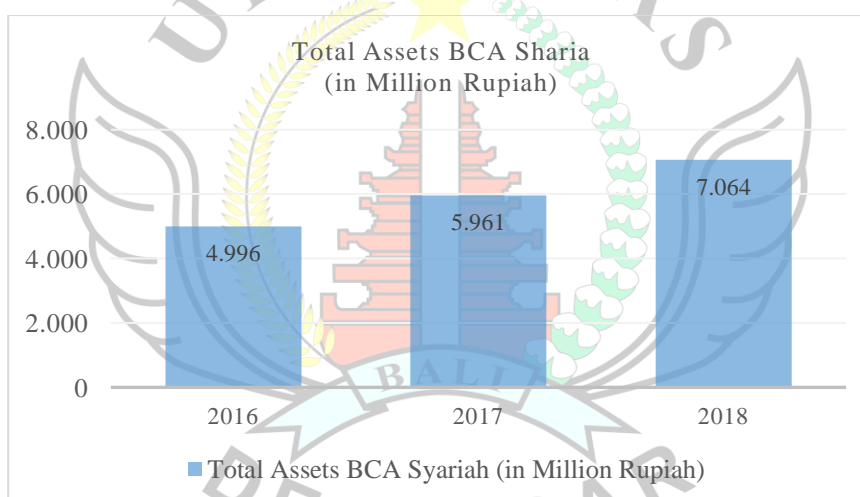 Total Assets BCA Sharia
(in Million Rupiah)
8.000
6.000
4.000
2.000
0
4.996
5.961
7.064
2016
2017
2018
Total Assets BCA Syariah (in Million Rupiah)
BALI